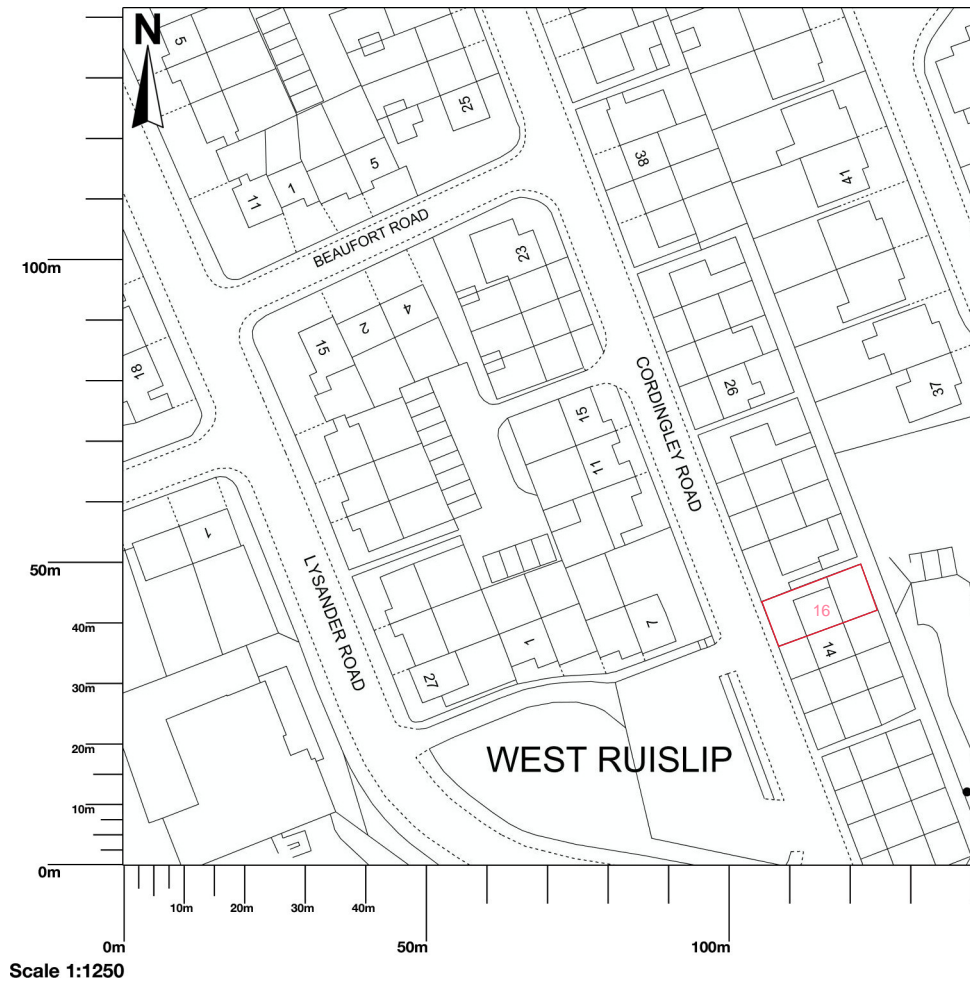 N
5
25
38
5
1
11
41
BEAUFORT ROAD
23
100m
4
2
15
18
CORDINGLEY ROAD
26
37
15
11
1
50m
LYSANDER ROAD
16
40m
7
1
14
27
30m
WEST RUISLIP
20m
10m
0m
10m
20m
30m
40m
0m
50m
100m
Scale 1:1250